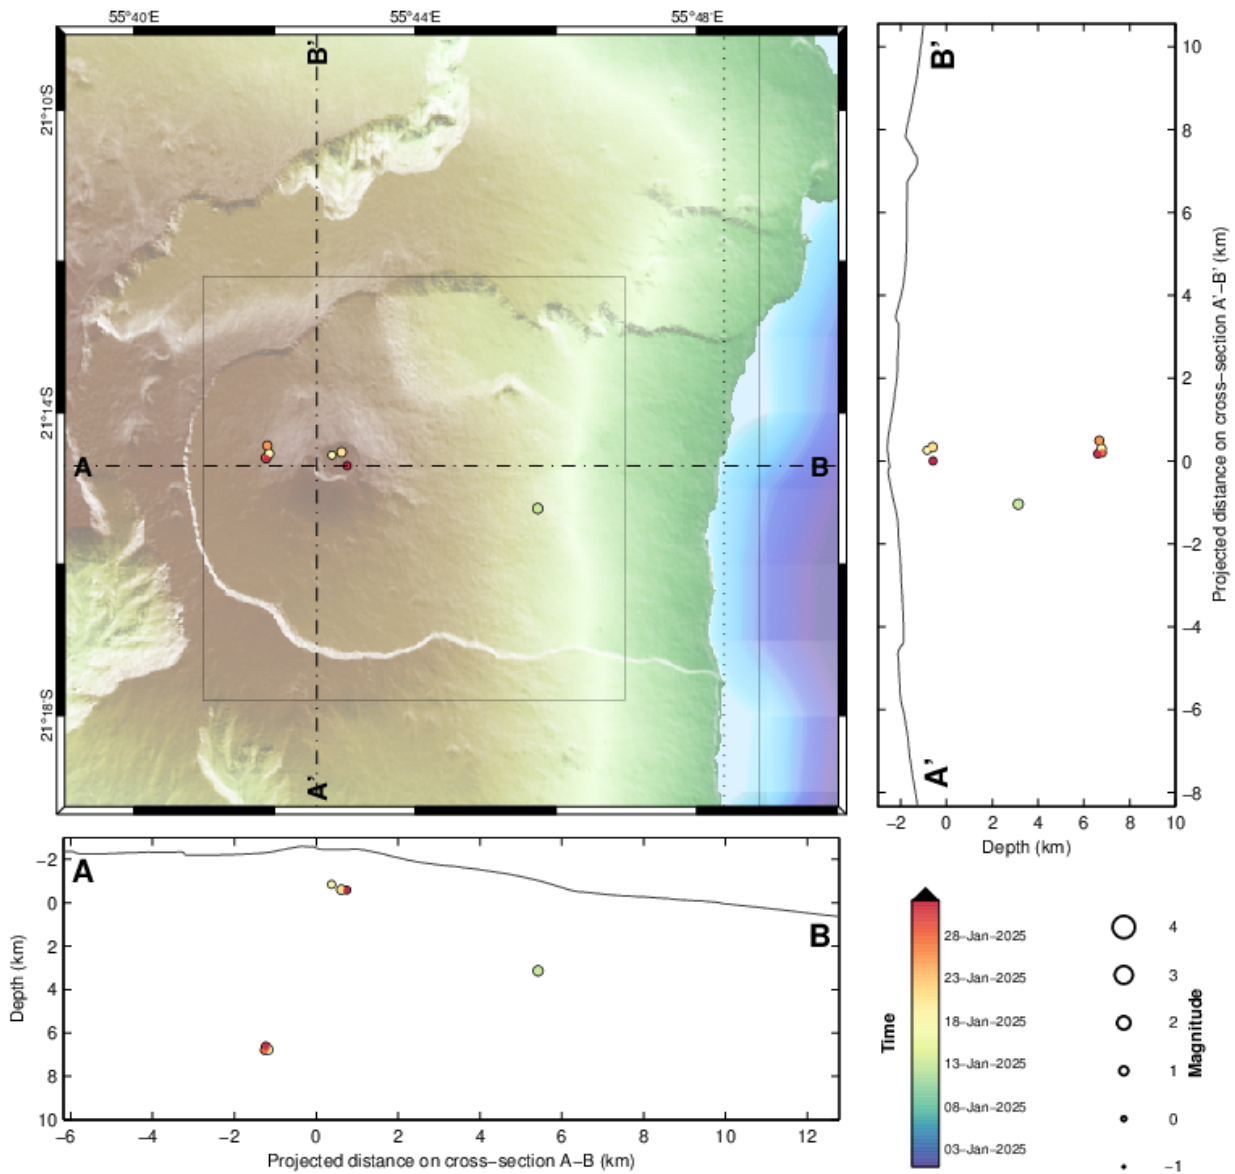 55°40'E
55°44'E
55°48'E
21°10'S
21°14'S
21°18'S
B'
A
B
A'
B'
A'
10
8
6
4
2
0
−2
−4
−6
−8
Projected distance on cross−section A'−B' (km)
−2
0
2
4
6
8
10
Depth (km)
A
B
−2
0
2
4
6
8
10
Depth (km)
−6
−4
−2
0
2
4
6
8
10
12
Projected distance on cross−section A−B (km)
Time
28−Jan−2025
23−Jan−2025
18−Jan−2025
13−Jan−2025
08−Jan−2025
03−Jan−2025
4
3
2
1
0
−1
Magnitude